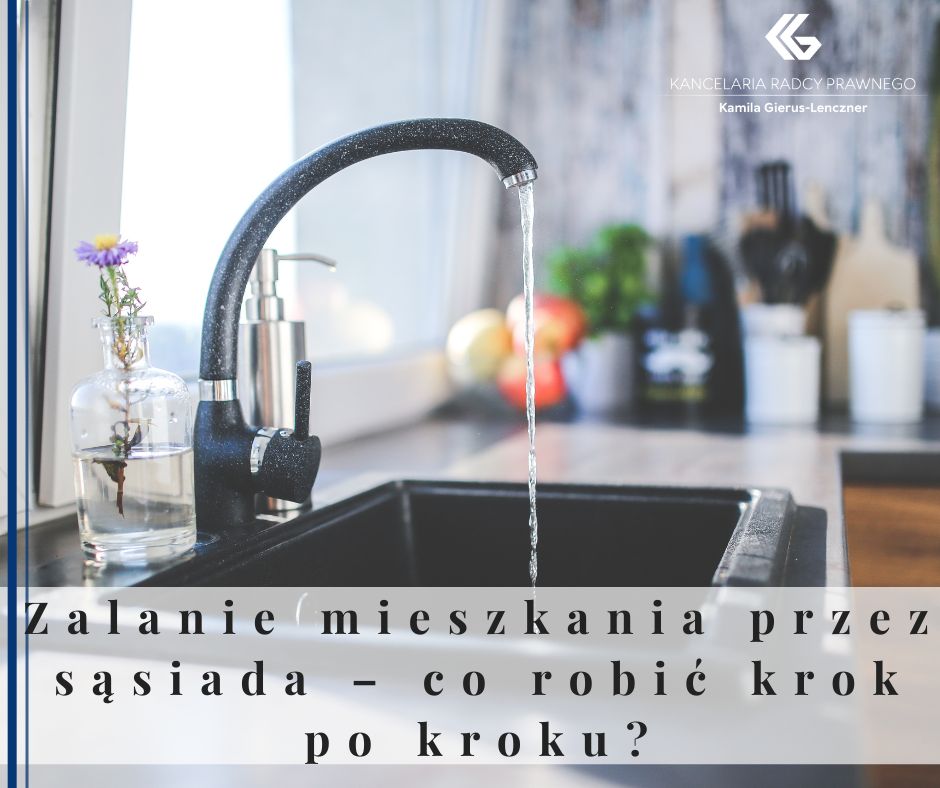 KANCELARIA RADCY PRAWNEGO
Kamila Gierus-Lenczner
Zalanie mieszkania przez
sąsiada – co robić krok
po kroku?